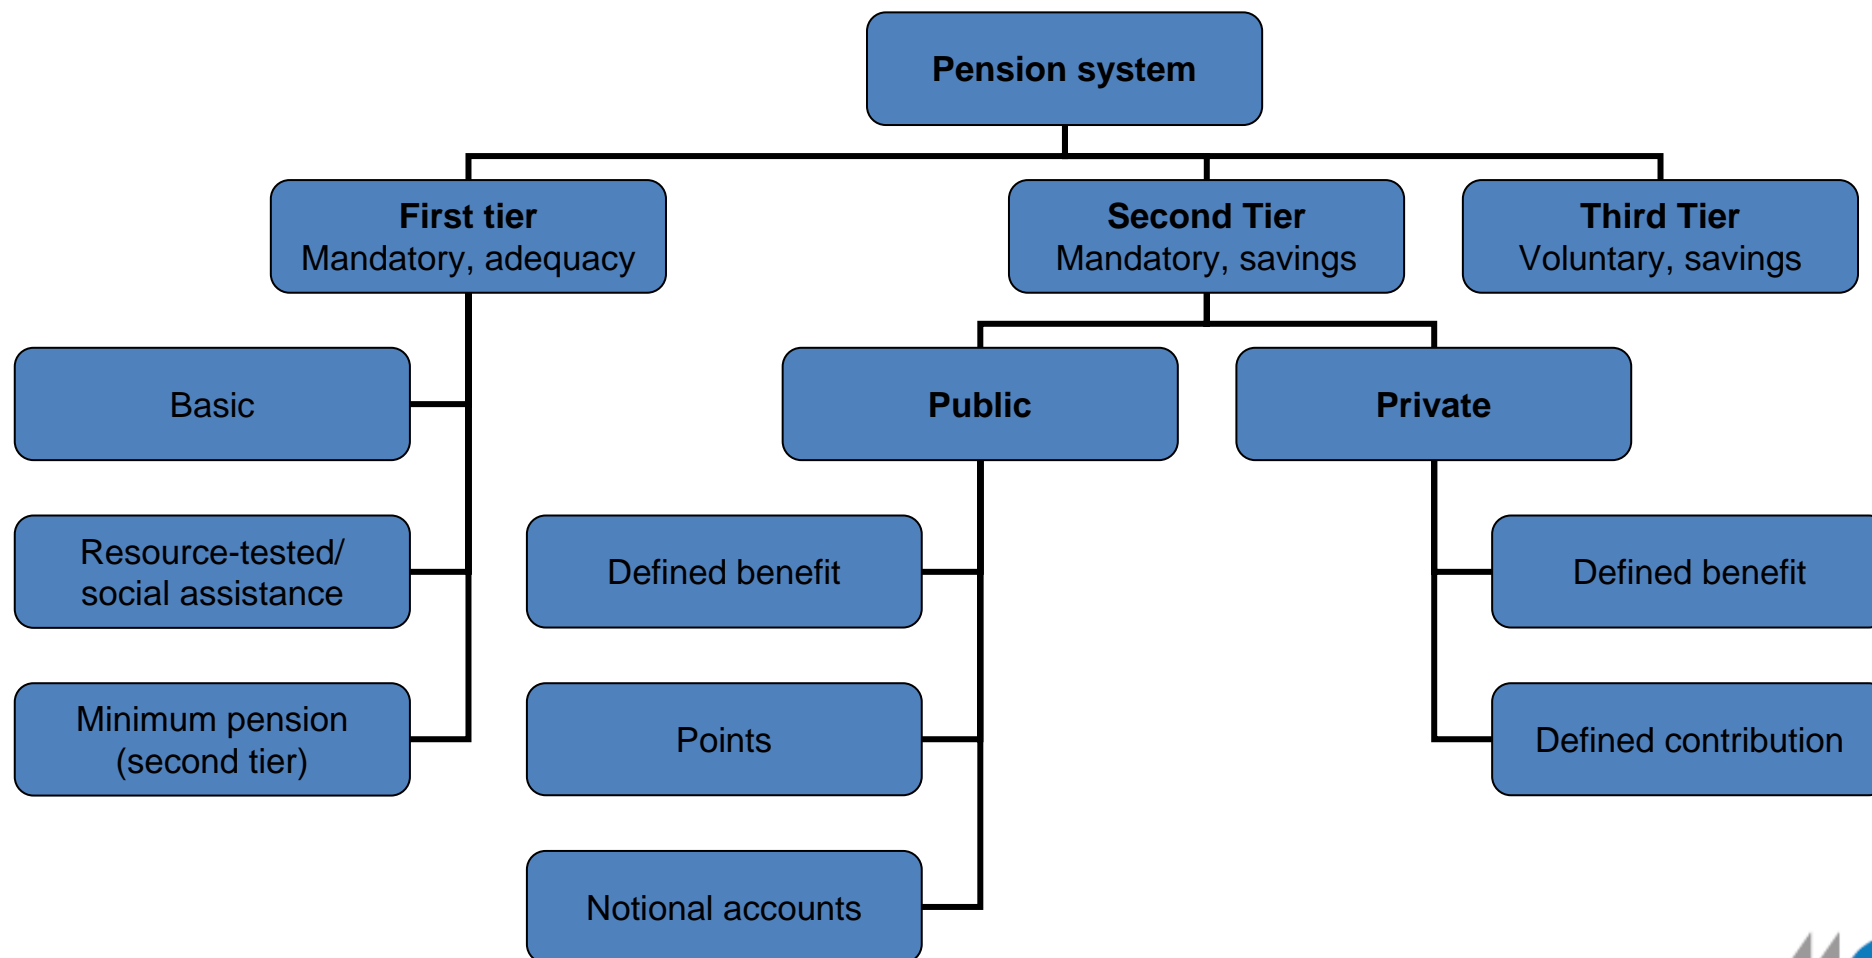 Pension system
First tier
Mandatory, adequacy
Second Tier
Mandatory, savings
Third Tier
Voluntary, savings
Basic
Public
Private
Resource-tested/
social assistance
Defined benefit
Defined benefit
Minimum pension
(second tier)
Points
Defined contribution
Notional accounts